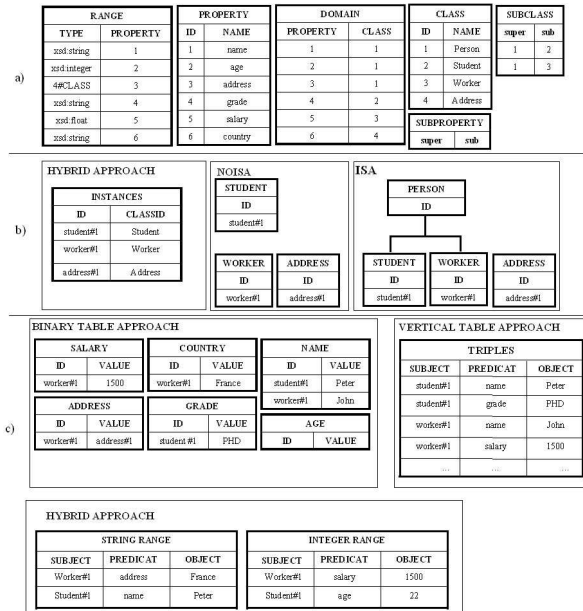 a)
RANGE
TYPE PROPERTY
xsd:string 1
xsd:integer 2
4#CLASS 3
xsd:string 4
xsd:float 5
xsd:string 6
PROPERTY
ID NAME
1 name
2 age
3 address
4 grade
5 salary
6 country
DOMAIN
PROPERTY CLASS
1 1
2 1
3 1
4 2
5 3
6 4
CLASS
ID NAME
1 Person
2 Student
3 Worker
4 Address
SUBCLASS
super sub
1 2
1 3
SUBPROPERTY
super sub
b)
HYBRID APPROACH
INSTANCES
ID CLASSID
student#1 Student
worker#1 Worker
address#1 Address
NOISA
STUDENT
ID
student#1
WORKER
ID
worker#1
ADDRESS
ID
address#1
ISA
PERSON
ID
STUDENT
ID
student#1
WORKER
ID
worker#1
ADDRESS
ID
address#1
c)
BINARY TABLE APPROACH
SALARY
ID VALUE
worker#1 1500
COUNTRY
ID VALUE
worker#1 France
NAME
ID VALUE
student#1 Peter
worker#1 John
ADDRESS
ID VALUE
worker#1 address#1
GRADE
ID VALUE
student #1 PHD
AGE
ID VALUE
VERTICAL TABLE APPROACH
TRIPLES
SUBJECT PREDICAT OBJECT
student#1 name Peter
student#1 grade PHD
worker#1 name John
worker#1 salary 1500
.... ... ...
HYBRID APPROACH
STRING RANGE
SUBJECT PREDICAT OBJECT
Worker#1 address France
Student#1 name Peter
INTEGER RANGE
SUBJECT PREDICAT OBJECT
Worker#1 salary 1500
Student#1 age 22